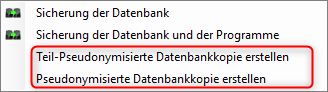 Sicherung der Datenbank
Sicherung der Datenbank und der Programme
Teil-Pseudonymisierte Datenbankkopie erstellen
Pseudonymisierte Datenbankkopie erstellen